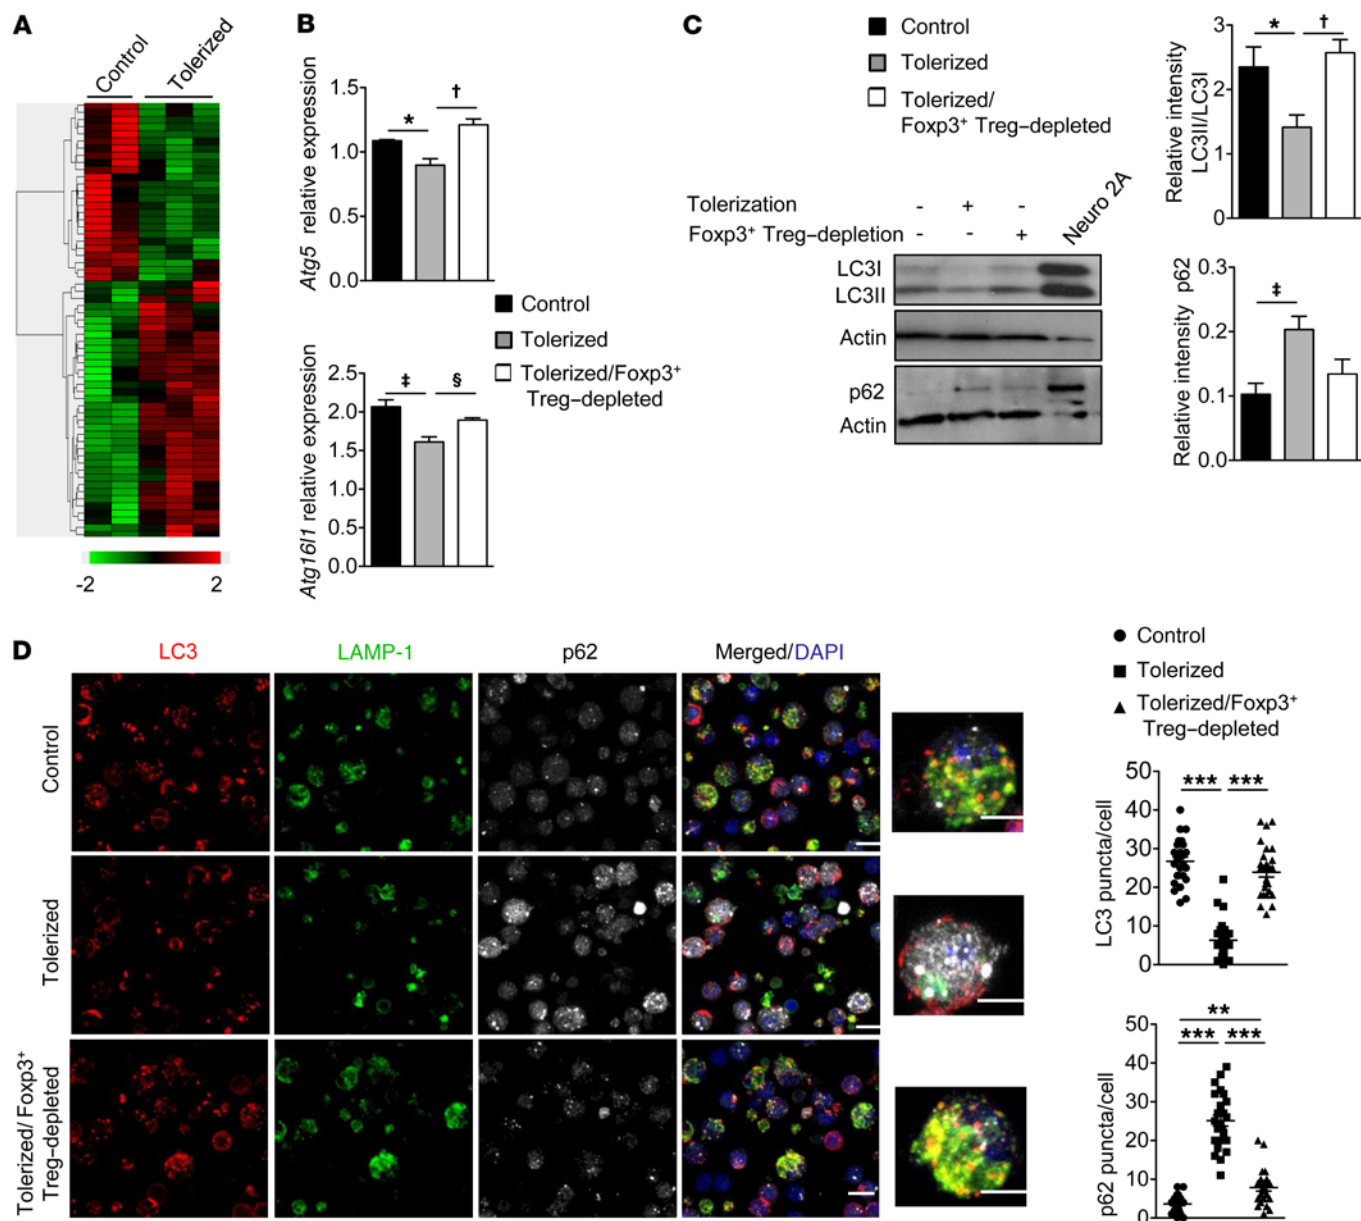 A
Control
Tolerized
-2
2
B
Atg5 relative expression
1.5
1.0
0.5
0.0
*
†
Control
Tolerized
Tolerized/Foxp3+
Treg–depleted
Atg16l1 relative expression
2.5
2.0
1.5
1.0
0.5
0.0
‡
§
C
Control
Tolerized
Tolerized/
Foxp3+ Treg–depleted
Tolerization
- + -
Foxp3+ Treg–depletion
- - +
Neuro 2A
LC3I
LC3II
Actin
p62
Actin
Relative intensity
LC3II/LC3I
3
2
1
0
*
†
Relative intensity p62
0.3
0.2
0.1
0.0
‡
D
LC3
LAMP-1
p62
Merged/DAPI
Control
Tolerized
Tolerized/ Foxp3+
Treg–depleted
Control
Tolerized
Tolerized/Foxp3+
Treg–depleted
LC3 puncta/cell
50
40
30
20
10
0
*** ***
p62 puncta/cell
50
40
30
20
10
0
**
*** ***